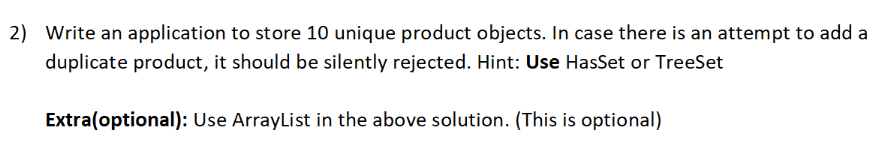 2) Write an application to store 10 unique product objects. In case there is an attempt to add a
duplicate product, it should be silently rejected. Hint: Use HasSet or TreeSet
Extra(optional): Use ArrayList in the above solution. (This is optional)